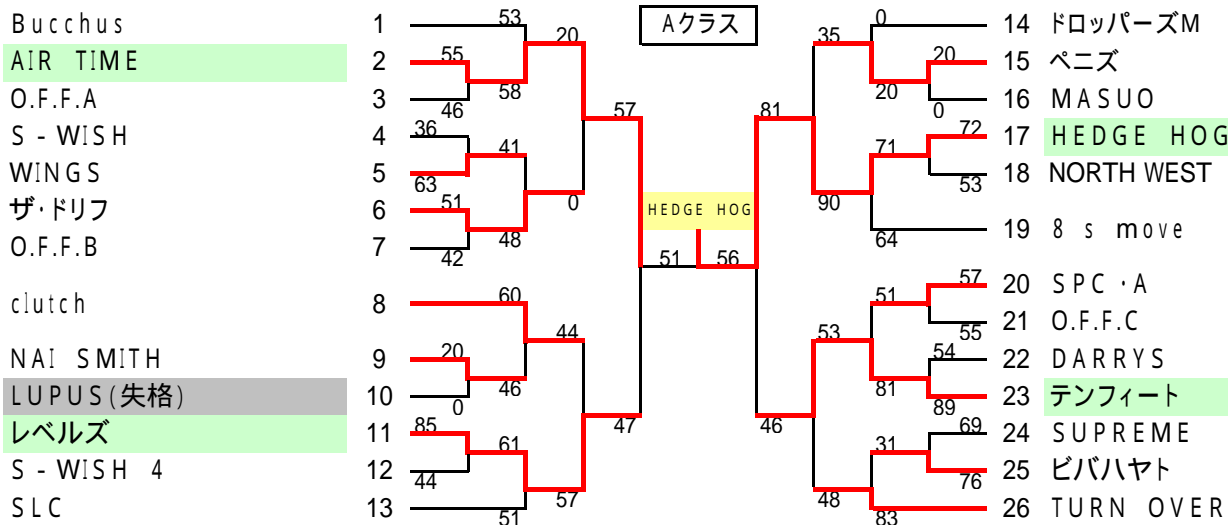 Aクラス
Bucchus 1 53
AIR TIME 2 55
O.F.F.A 3 46
S - WISH 4 36
WINGS 5 63
ザ・ドリフ 6 51
O.F.F.B 7 42
clutch 8 60
NAI SMITH 9 20
LUPUS(失格) 10 0
レベルズ 11 85
S - WISH 4 12 44
SLC 13 51
58
41
48
46
61
20
0
44
57
57
47
HEDGE HOG
51 56
81
46
35
90
53
48
20
71
51
81
31
0 14 ドロッパーズM
20 15 ペニズ
0 16 MASUO
72 17 HEDGE HOG
53 18 NORTH WEST
64 19 8 s move
57 20 SPC・A
55 21 O.F.F.C
54 22 DARRYS
89 23 テンフィート
69 24 SUPREME
76 25 ビバハヤト
83 26 TURN OVER